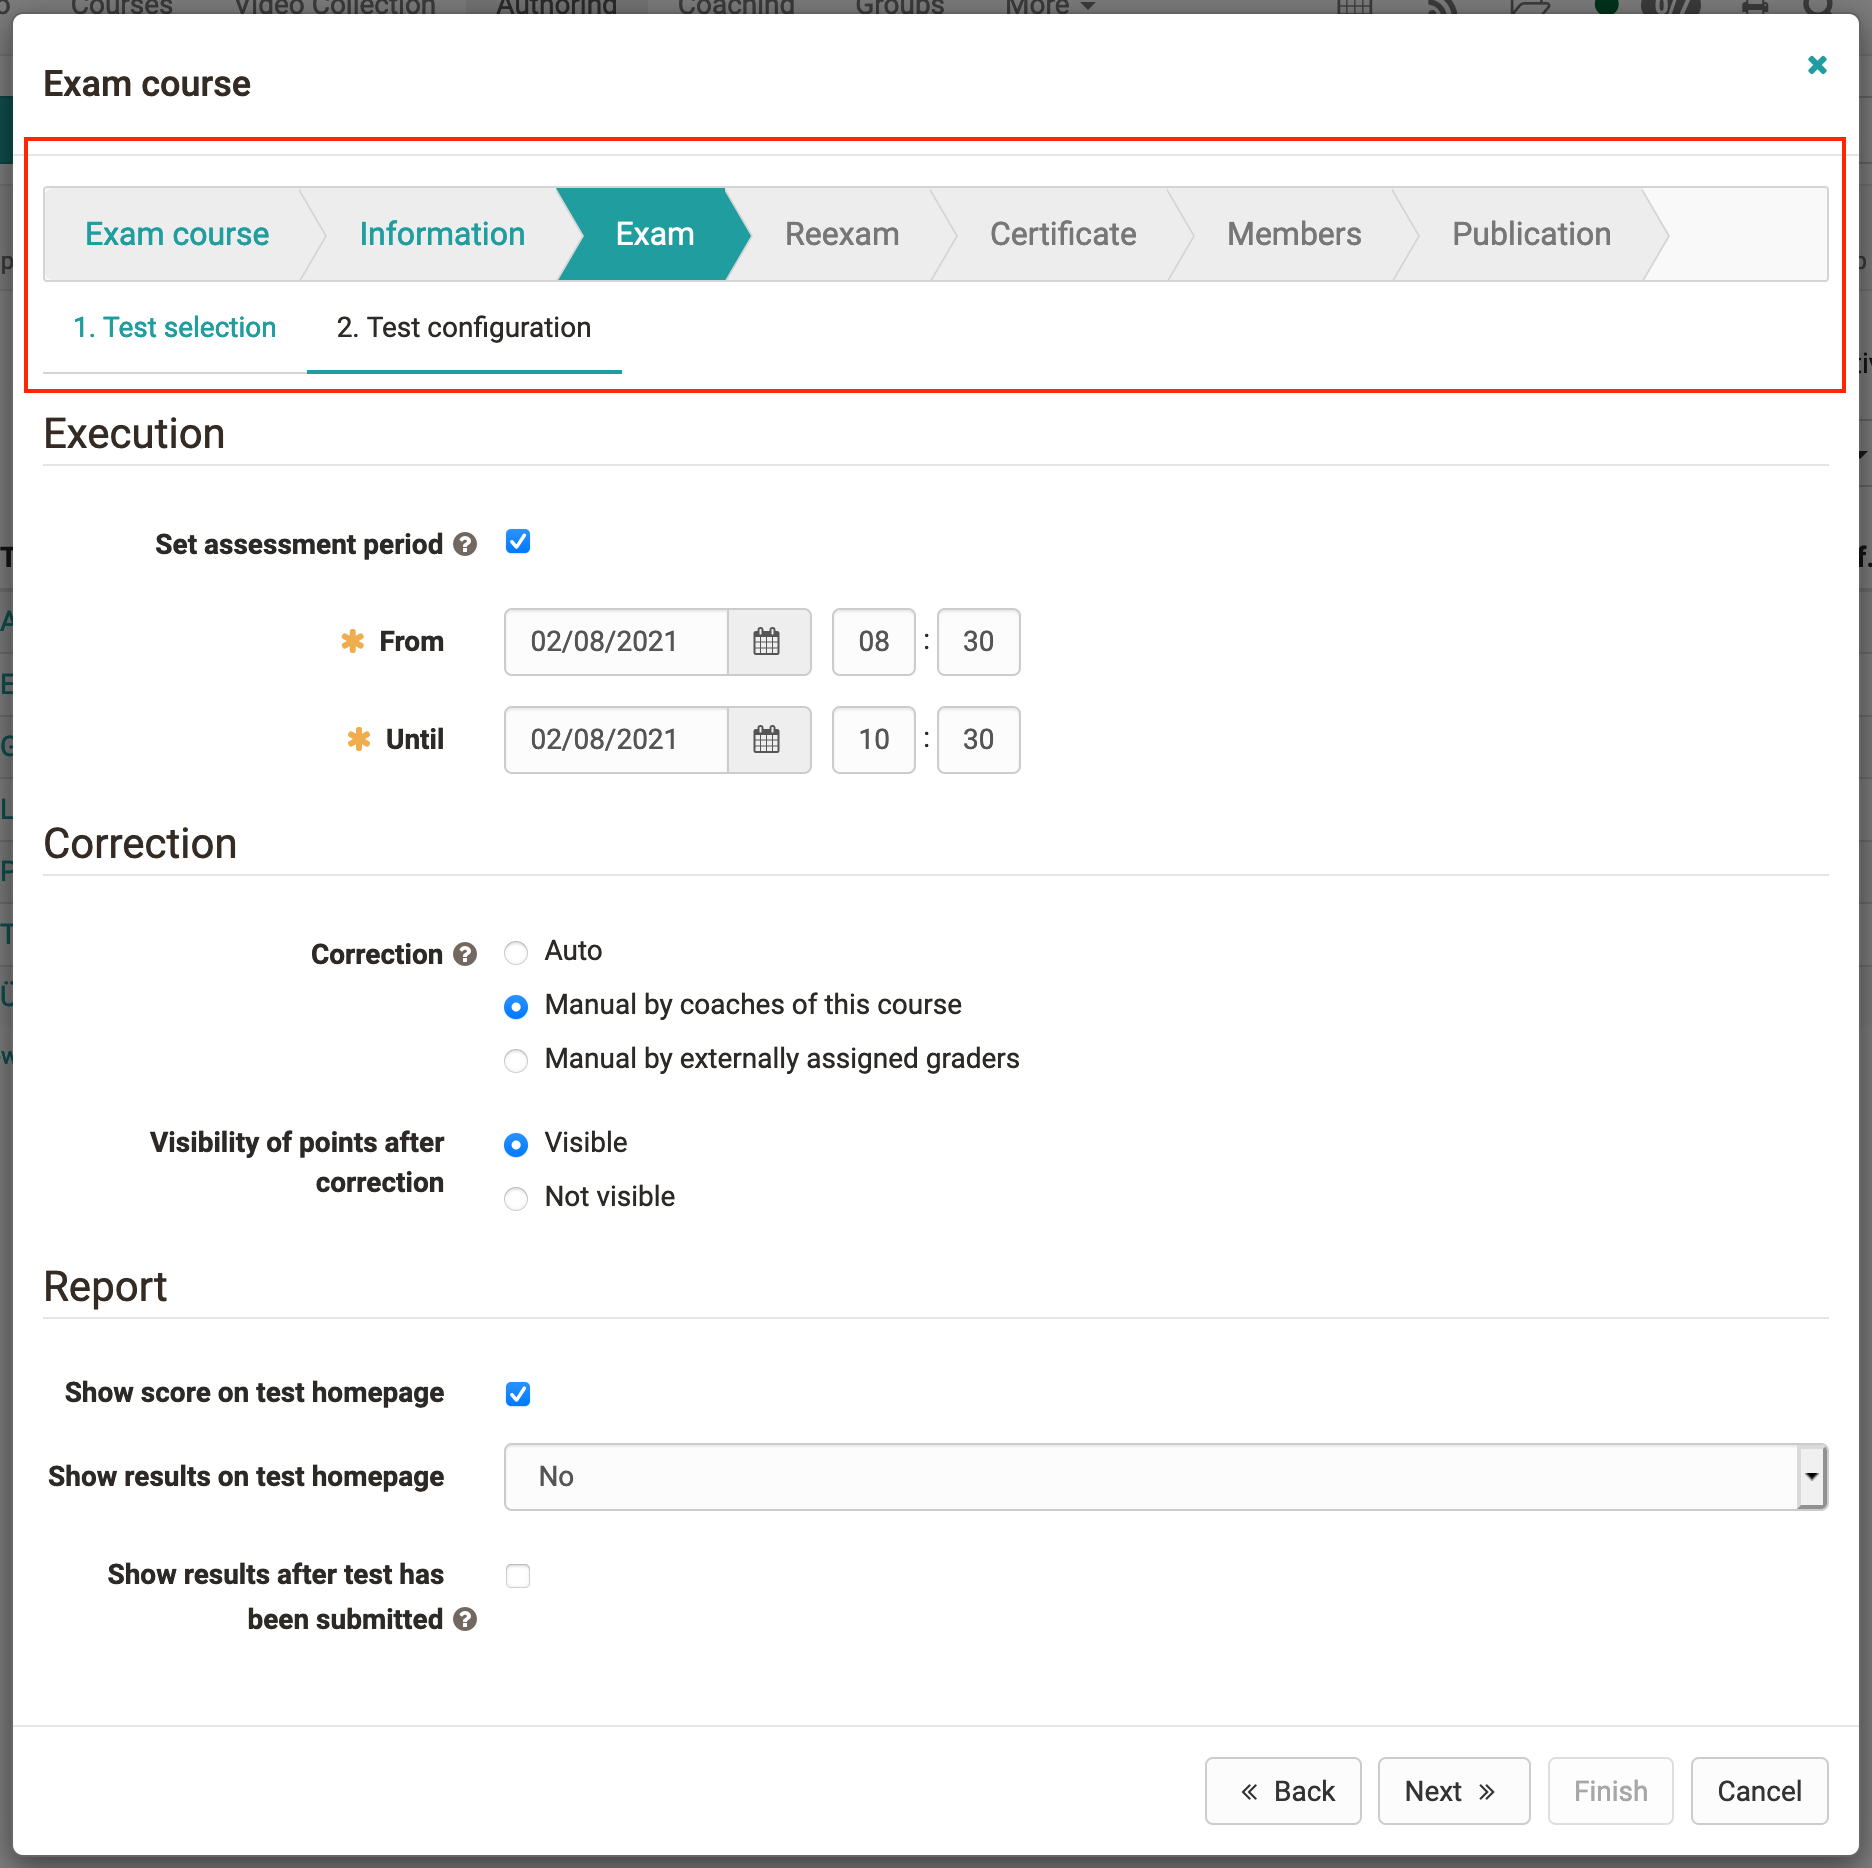 Courses Video Collection Authoring Coaching Groups More
Exam course
Exam course Information Exam Reexam Certificate Members Publication
1. Test selection 2. Test configuration
Execution
Set assessment period
From 02/08/2021 08 : 30
Until 02/08/2021 10 : 30
Correction
Correction Auto
Manual by coaches of this course
Manual by externally assigned graders
Visibility of points after
correction
Visible
Not visible
Report
Show score on test homepage
Show results on test homepage No
Show results after test has
been submitted
« Back Next » Finish Cancel